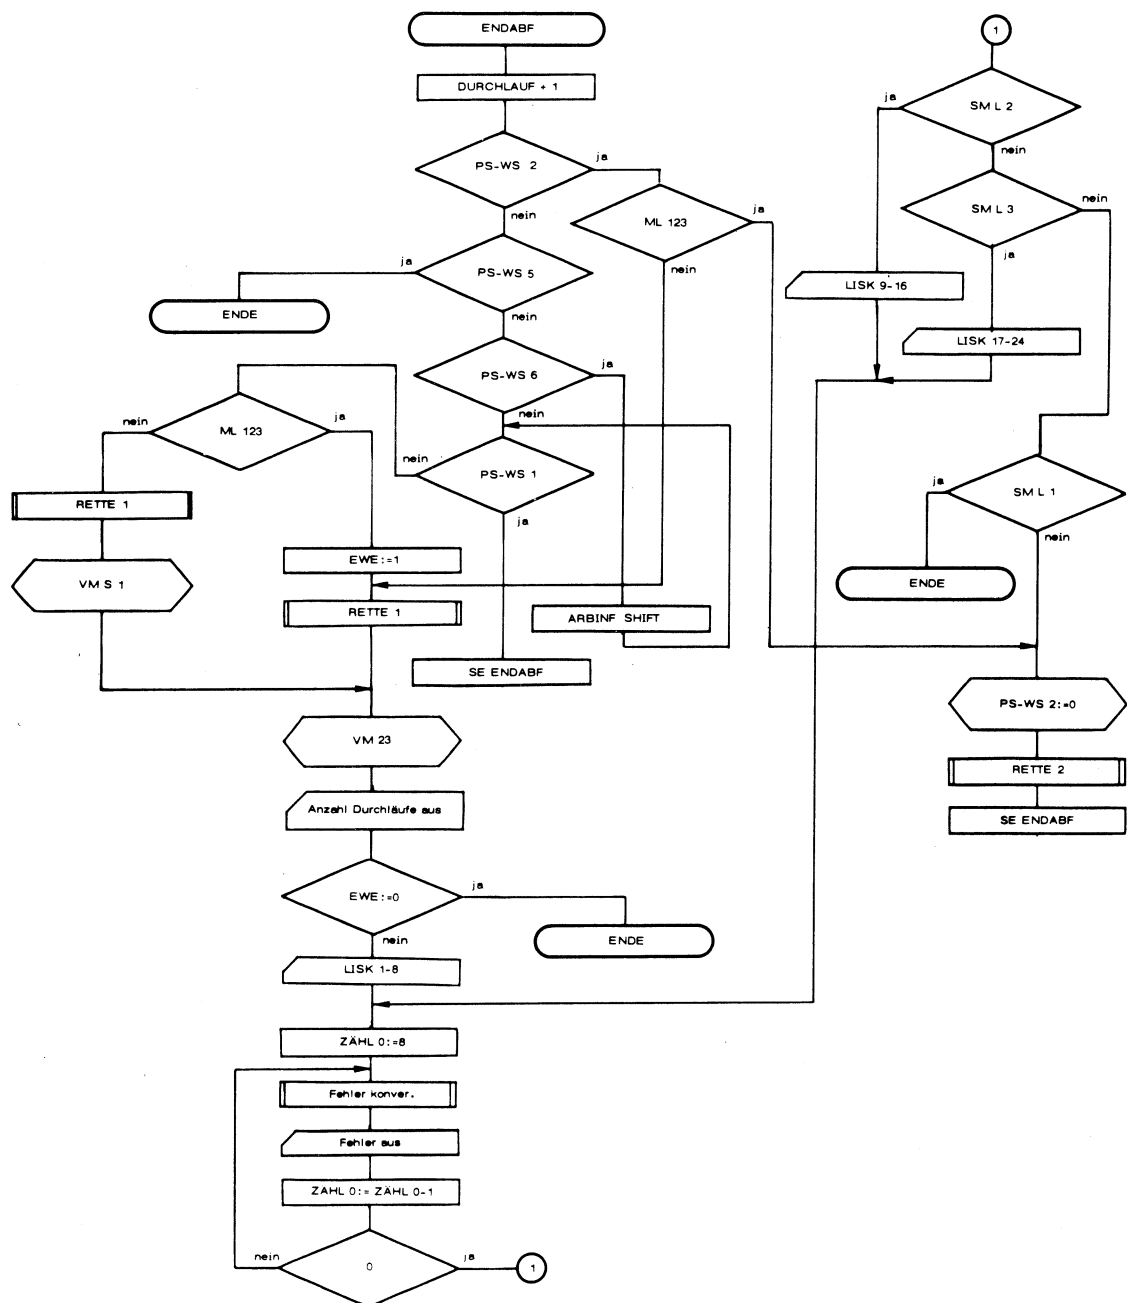 ENDABF
DURCHLAUF + 1
PS-WS 2
ja
nein
ML 123
ja
nein
PS-WS 5
ja
nein
ENDE
PS-WS 6
ja
nein
PS-WS 1
nein
ja
ML 123
nein
ja
RETTE 1
VM S 1
EWE:=1
RETTE 1
ARBINF SHIFT
SE ENDABF
VM 23
Anzahl Durchläufe aus
EWE:=0
ja
nein
ENDE
LISK 1-8
ZÄHL 0:=8
Fehler konver.
Fehler aus
ZAHL 0:= ZÄHL 0-1
0
nein
ja
1
1
SM L 2
ja
nein
SM L 3
nein
ja
LISK 9-16
LISK 17-24
SM L 1
ja
nein
ENDE
PS-WS 2:=0
RETTE 2
SE ENDABF